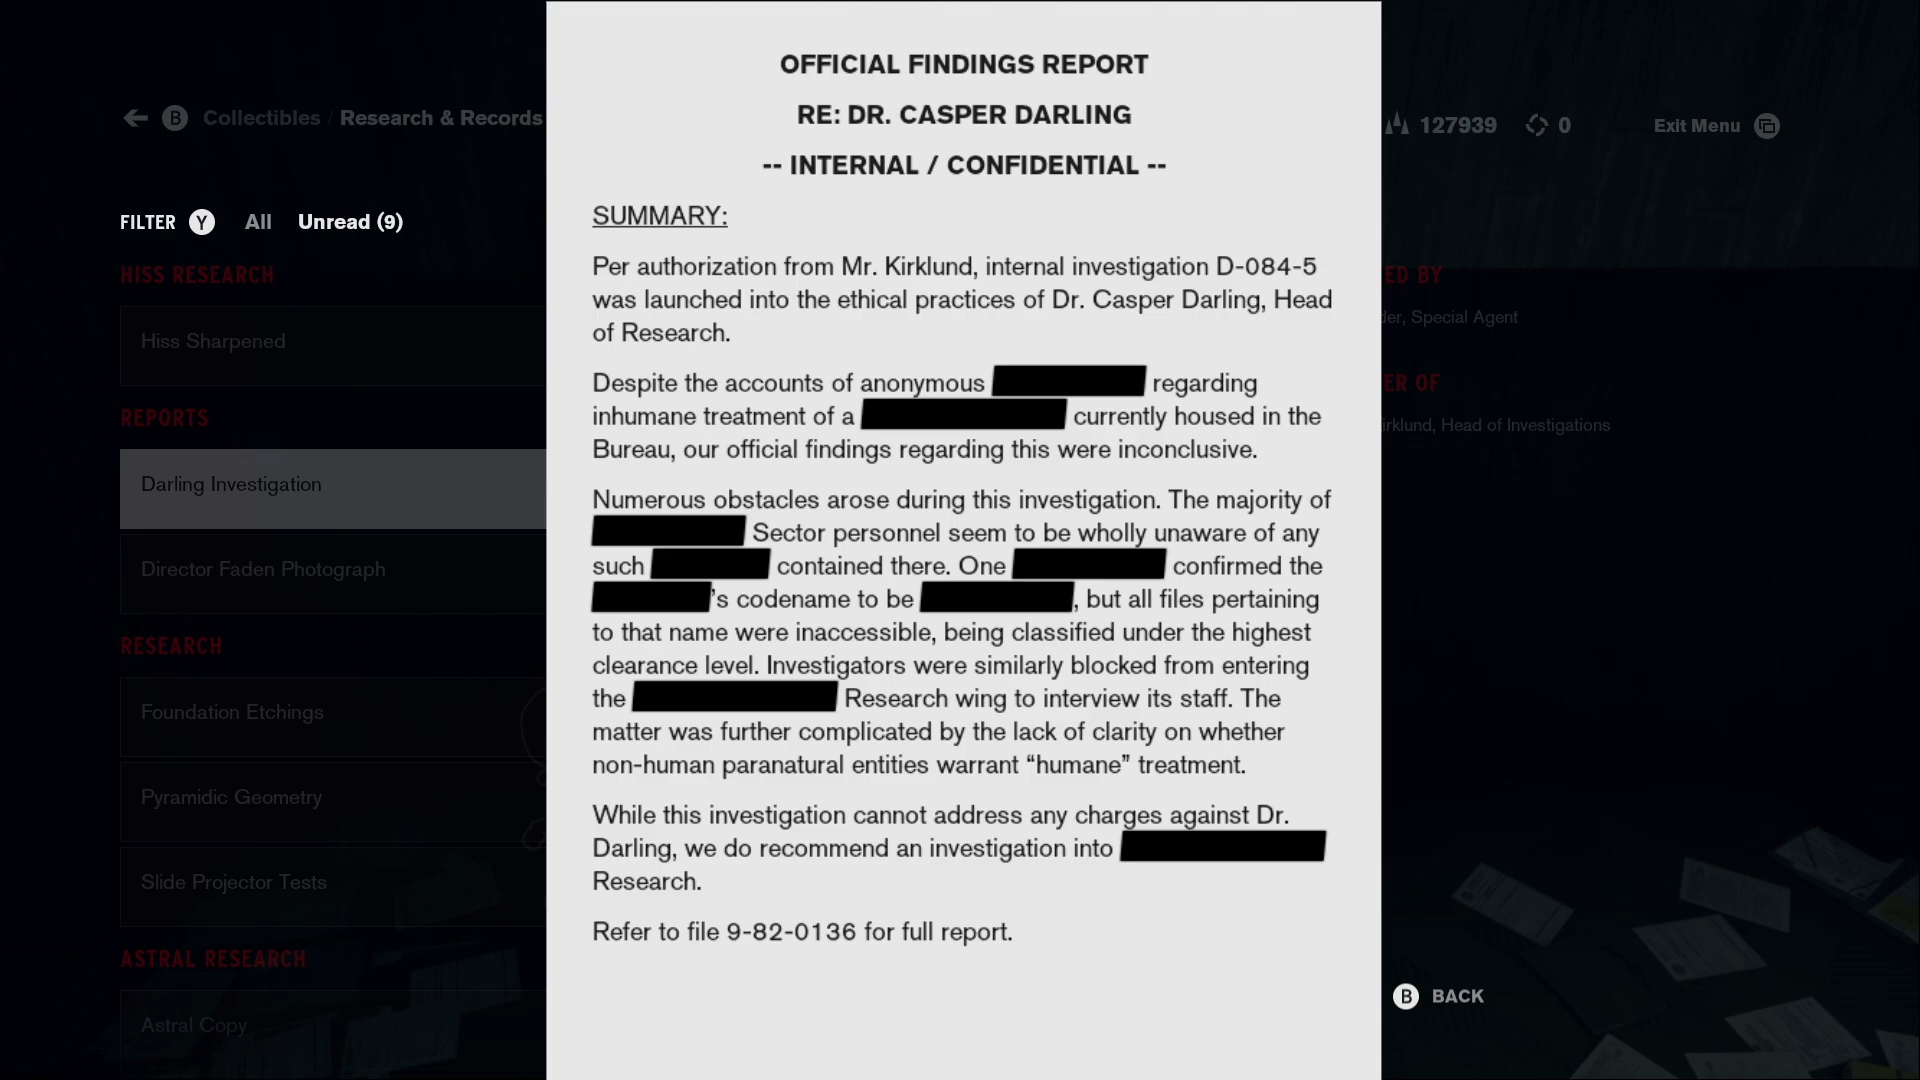 OFFICIAL FINDINGS REPORT
RE: DR. CASPER DARLING
-- INTERNAL / CONFIDENTIAL --
SUMMARY:
Per authorization from Mr. Kirklund, internal investigation D-084-5
was launched into the ethical practices of Dr. Casper Darling, Head
of Research.
Despite the accounts of anonymous regarding
inhumane treatment of a currently housed in the
Bureau, our official findings regarding this were inconclusive.
Numerous obstacles arose during this investigation. The majority of
Sector personnel seem to be wholly unaware of any
such contained there. One confirmed the
's codename to be , but all files pertaining
to that name were inaccessible, being classified under the highest
clearance level. Investigators were similarly blocked from entering
the Research wing to interview its staff. The
matter was further complicated by the lack of clarity on whether
non-human paranatural entities warrant “humane” treatment.
While this investigation cannot address any charges against Dr.
Darling, we do recommend an investigation into
Research.
Refer to file 9-82-0136 for full report.
B Collectibles / Research & Records
127939 0 Exit Menu
FILTER Y All Unread (9)
HISS RESEARCH
Hiss Sharpened
REPORTS
Darling Investigation
Director Faden Photograph
RESEARCH
Foundation Etchings
Pyramidic Geometry
Slide Projector Tests
ASTRAL RESEARCH
Astral Copy
ED BY
der, Special Agent
ER OF
irklund, Head of Investigations
B BACK